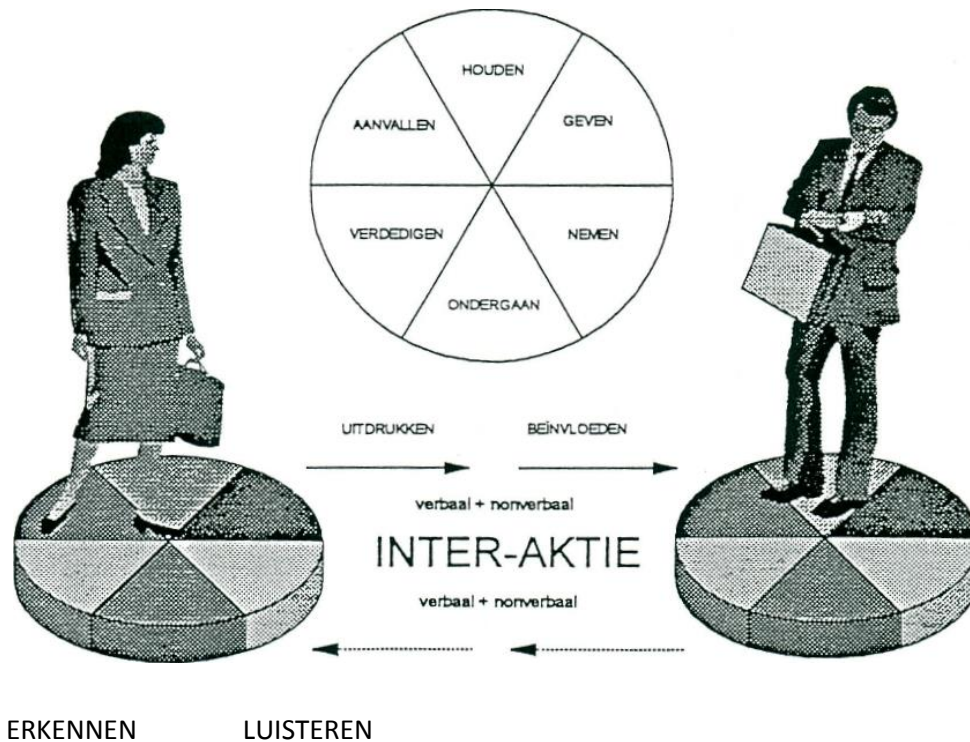 HOUDEN
AANVALLEN GEVEN
VERDEDIGEN NEMEN
ONDERGAAN
UITDRUKKEN BEÏNVLOEDEN
verbaal + nonverbaal
INTER-AKTIE
verbaal + nonverbaal
ERKENNEN LUISTEREN